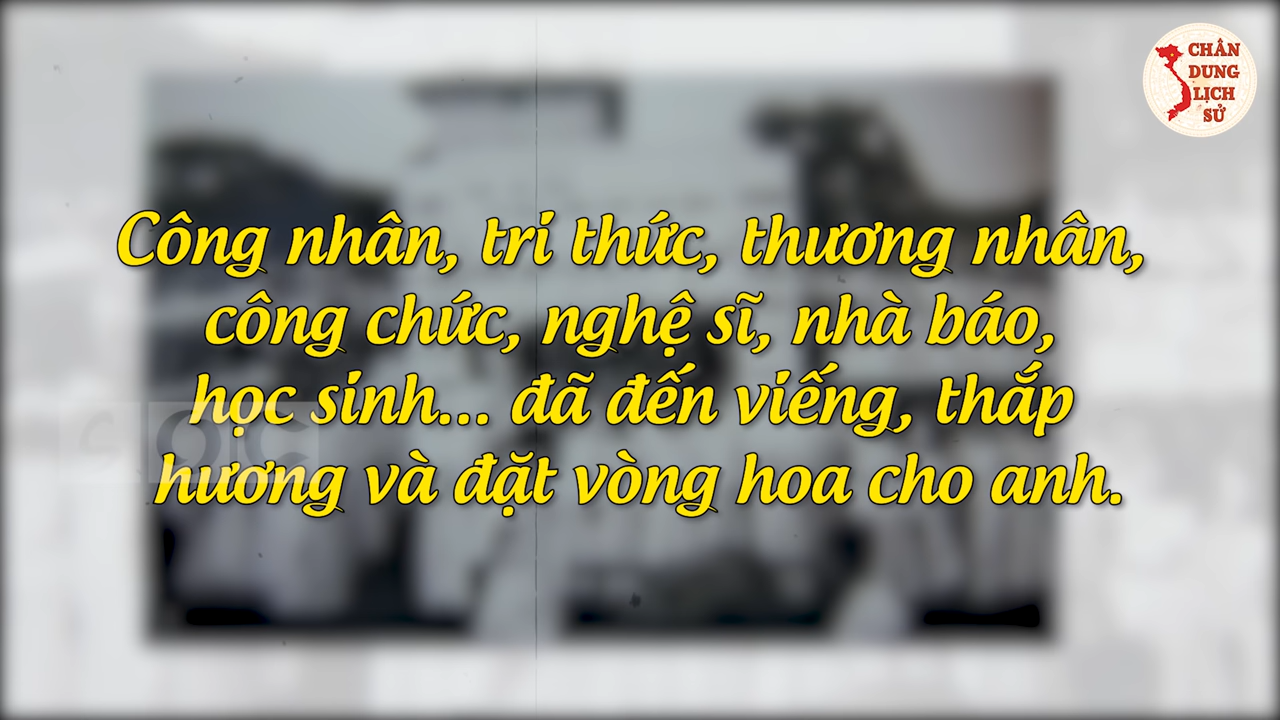 CHÂN
DUNG
LỊCH
SỬ
Công nhân, tri thức, thương nhân,
công chức, nghệ sĩ, nhà báo,
học sinh... đã đến viếng, thắp
hương và đặt vòng hoa cho anh.